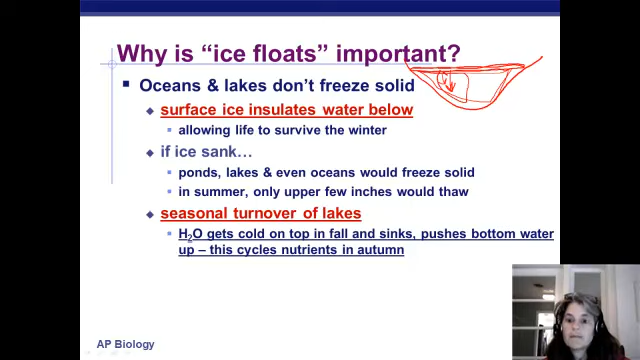 Why is “ice floats” important?
Oceans & lakes don’t freeze solid
surface ice insulates water below
allowing life to survive the winter
if ice sank…
ponds, lakes & even oceans would freeze solid
in summer, only upper few inches would thaw
seasonal turnover of lakes
H2O gets cold on top in fall and sinks, pushes bottom water
up – this cycles nutrients in autumn
AP Biology